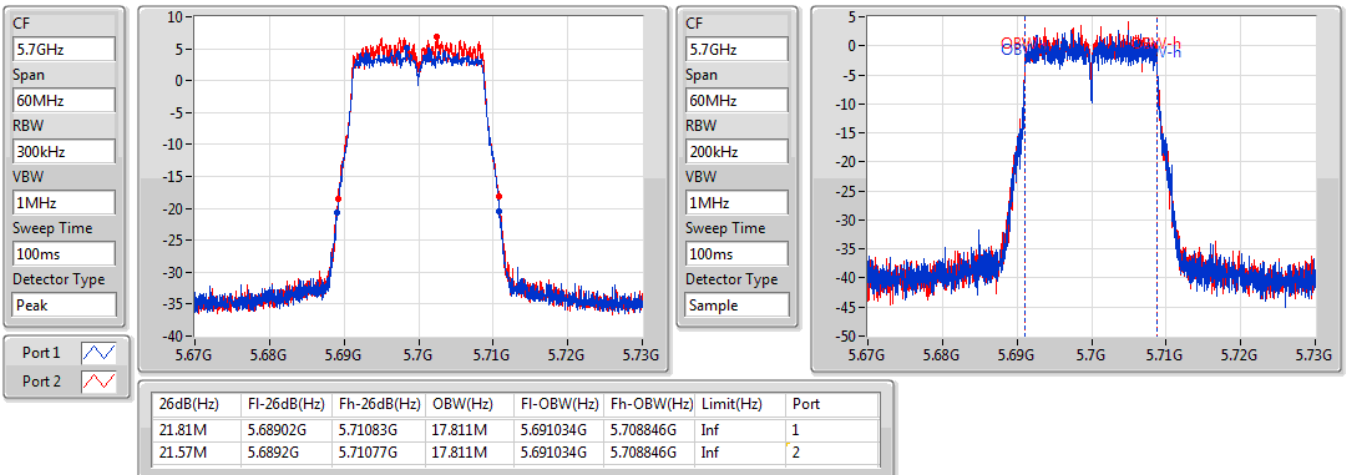 CF
5.7GHz
Span
60MHz
RBW
300kHz
VBW
1MHz
Sweep Time
100ms
Detector Type
Peak
Port 1
Port 2
10
5
0
-5
-10
-15
-20
-25
-30
-35
-40
5.67G 5.68G 5.69G 5.7G 5.71G 5.72G 5.73G
CF
5.7GHz
Span
60MHz
RBW
200kHz
VBW
1MHz
Sweep Time
100ms
Detector Type
Sample
5
0
-5
-10
-15
-20
-25
-30
-35
-40
-45
-50
5.67G 5.68G 5.69G 5.7G 5.71G 5.72G 5.73G
26dB(Hz) Fl-26dB(Hz) Fh-26dB(Hz) OBW(Hz) Fl-OBW(Hz) Fh-OBW(Hz) Limit(Hz) Port
21.81M 5.68902G 5.71083G 17.811M 5.691034G 5.708846G Inf 1
21.57M 5.6892G 5.71077G 17.811M 5.691034G 5.708846G Inf 2